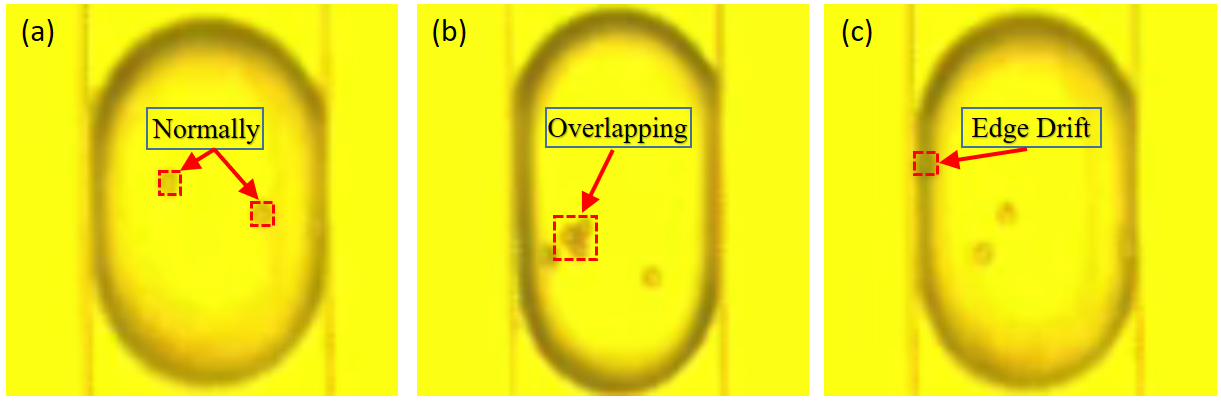 (a)
Normally
(b)
Overlapping
(c)
Edge Drift